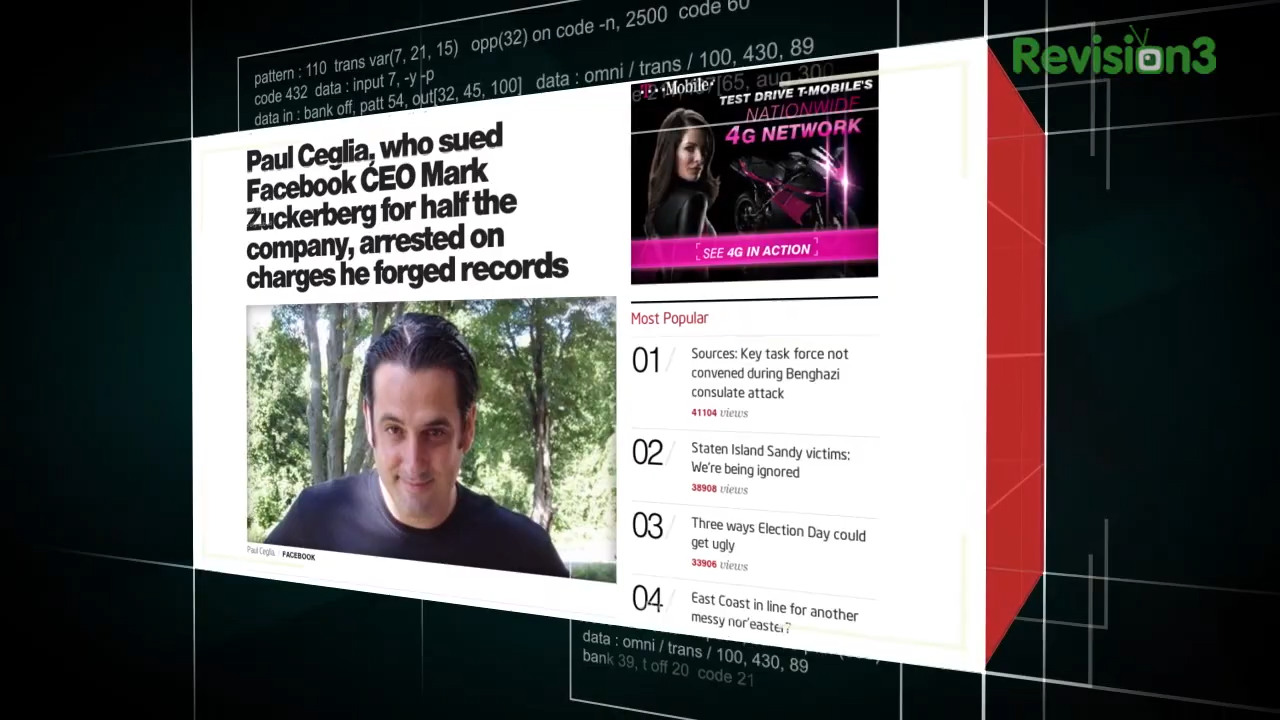 pattern : 110 trans var(7, 21, 15) opp(32) on code -n, 2500 code 60
code 432 data : input 7, -y -p
data in : bank off, patt 54, out[32, 45, 100] data : omni / trans / 100, 430, 89
Revision3
Paul Ceglia, who sued
Facebook CEO Mark
Zuckerberg for half the
company, arrested on
charges he forged records
Paul Ceglia. FACEBOOK
T··Mobile
TEST DRIVE T-MOBILE'S
NATIONWIDE
4G NETWORK
SEE 4G IN ACTION
Most Popular
01 Sources: Key task force not
convened during Benghazi
consulate attack
41104 views
02 Staten Island Sandy victims:
We're being ignored
38908 views
03 Three ways Election Day could
get ugly
33906 views
04 East Coast in line for another
messy nor'easter?
data : omni / trans / 100, 430, 89
bank 39, t off 20 code 21